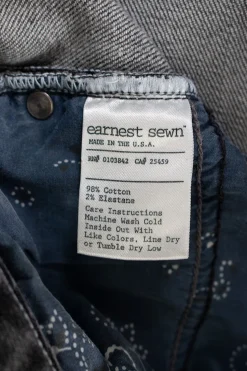 earnest sewn™
MADE IN THE U.S.A.
RN# 0103842 CA# 25459
98% Cotton
2% Elastane
Care Instructions
Machine Wash Cold
Inside Out With
Like Colors, Line Dry
or Tumble Dry Low